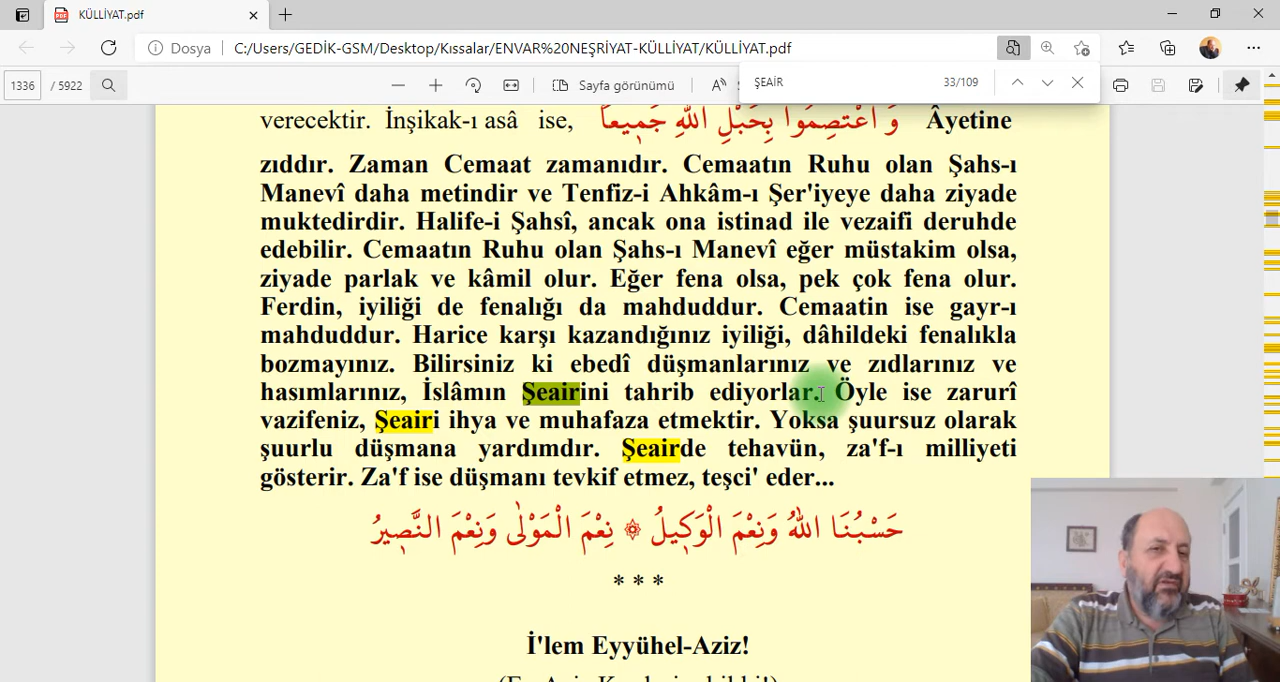 KÜLLİYAT.pdf
Dosya
C:/Users/GEDİK-GSM/Desktop/Kıssalar/ENVAR%20NEŞRİYAT-KÜLLİYAT/KÜLLİYAT.pdf
1336 / 5922
Sayfa görünümü
ŞEAİR
33/109
verecektir. İnşikak-ı asâ ise, وَ اعْتَصِمُوا بِحَبْلِ اللّٰهِ جَمٖيعًا Âyetine
zıddır. Zaman Cemaat zamanıdır. Cemaatın Ruhu olan Şahs-ı
Manevî daha metindir ve Tenfiz-i Ahkâm-ı Şer'iyeye daha ziyade
muktedirdir. Halife-i Şahsî, ancak ona istinad ile vezaifi deruhde
edebilir. Cemaatın Ruhu olan Şahs-ı Manevî eğer müstakim olsa,
ziyade parlak ve kâmil olur. Eğer fena olsa, pek çok fena olur.
Ferdin, iyiliği de fenalığı da mahduddur. Cemaatin ise gayr-ı
mahduddur. Harice karşı kazandığınız iyiliği, dâhildeki fenalıkla
bozmayınız. Bilirsiniz ki ebedî düşmanlarınız ve zıdlarınız ve
hasımlarınız, İslâmın Şeairini tahrib ediyorlar. Öyle ise zarurî
vazifeniz, Şeairi ihya ve muhafaza etmektir. Yoksa şuursuz olarak
şuurlu düşmana yardımdır. Şeairde tehavün, za'f-ı milliyeti
gösterir. Za'f ise düşmanı tevkif etmez, teşci' eder...
حَسْبُنَا اللّٰهُ وَنِعْمَ الْوَكٖيلُ ۞ نِعْمَ الْمَوْلٰى وَنِعْمَ النَّصٖيرُ
* * *
İ'lem Eyyühel-Aziz!